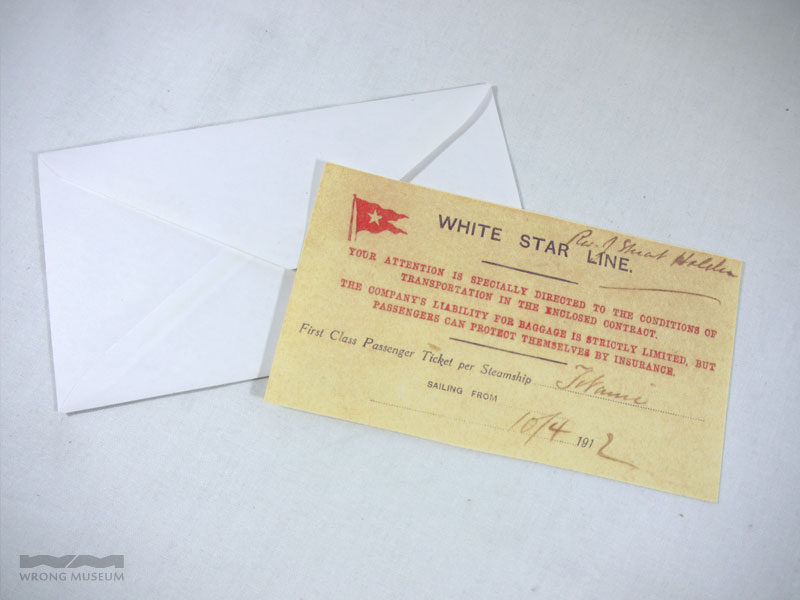 Rev. J Stuart Holden
WHITE STAR LINE.
YOUR ATTENTION IS SPECIALLY DIRECTED TO THE CONDITIONS OF
TRANSPORTATION IN THE ENCLOSED CONTRACT.
THE COMPANY'S LIABILITY FOR BAGGAGE IS STRICTLY LIMITED, BUT
PASSENGERS CAN PROTECT THEMSELVES BY INSURANCE.
First Class Passenger Ticket per Steamship Titanic
SAILING FROM
10/4 1912
WRONG MUSEUM